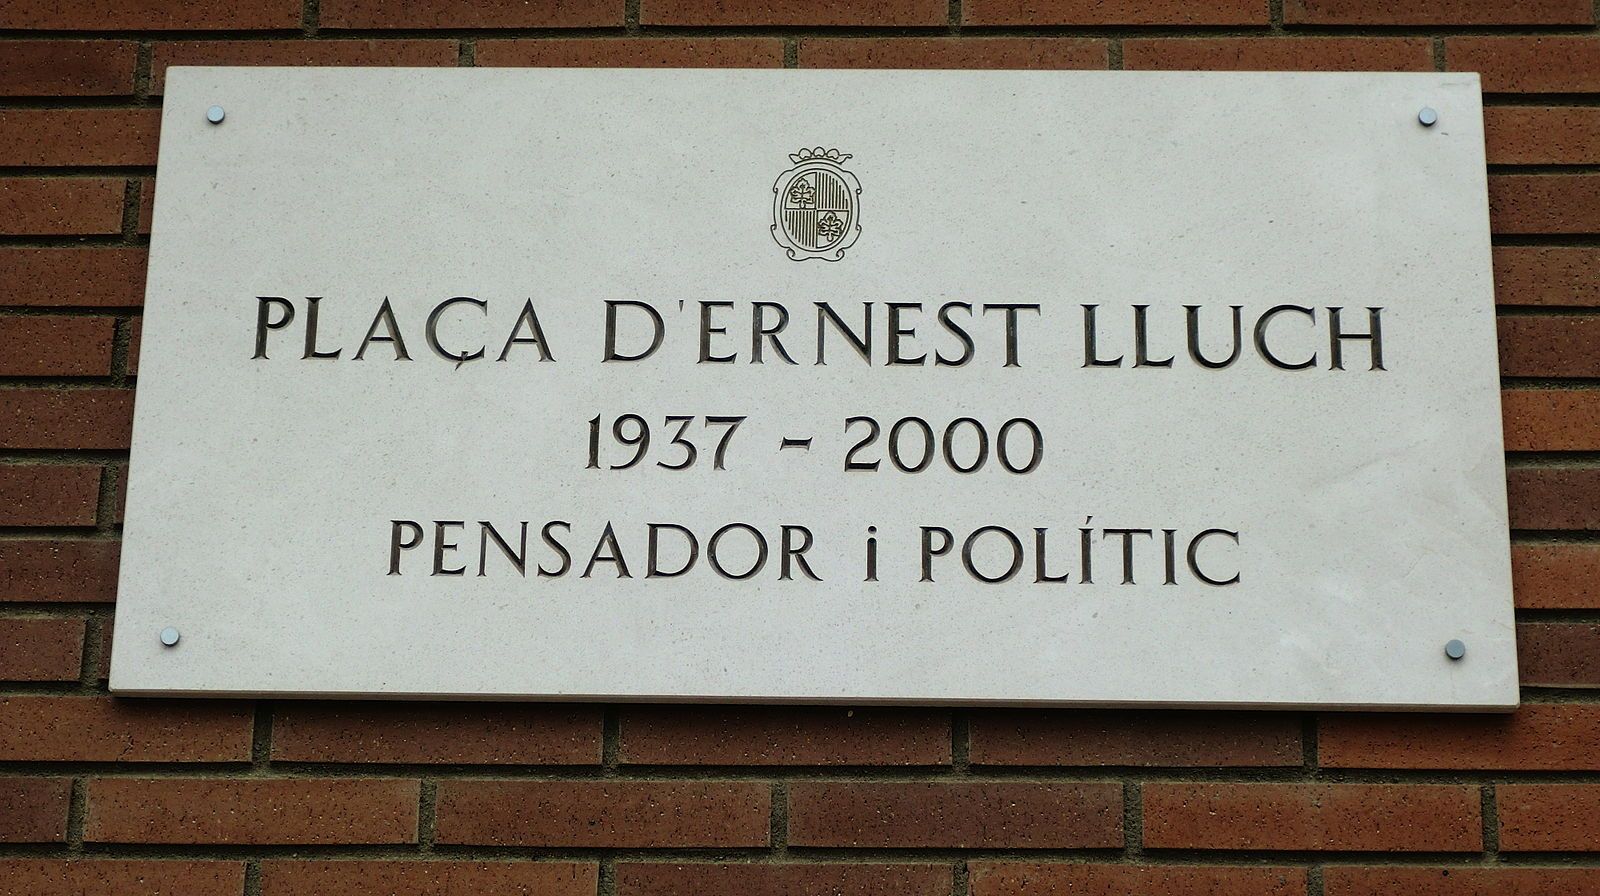 PLAÇA D'ERNEST LLUCH
1937 - 2000
PENSADOR i POLÍTIC